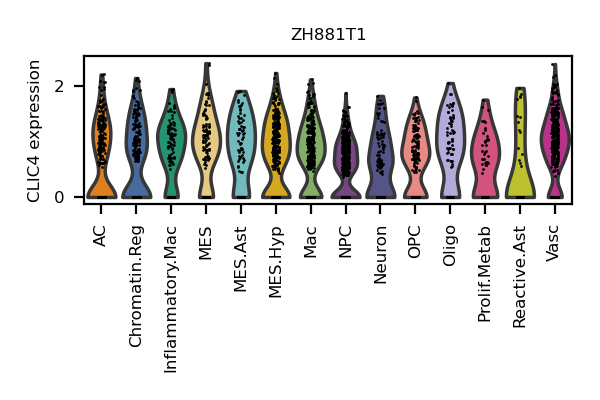 ZH881T1
CLIC4 expression
2
0
AC
Chromatin.Reg
Inflammatory.Mac
MES
MES.Ast
MES.Hyp
Mac
NPC
Neuron
OPC
Oligo
Prolif.Metab
Reactive.Ast
Vasc